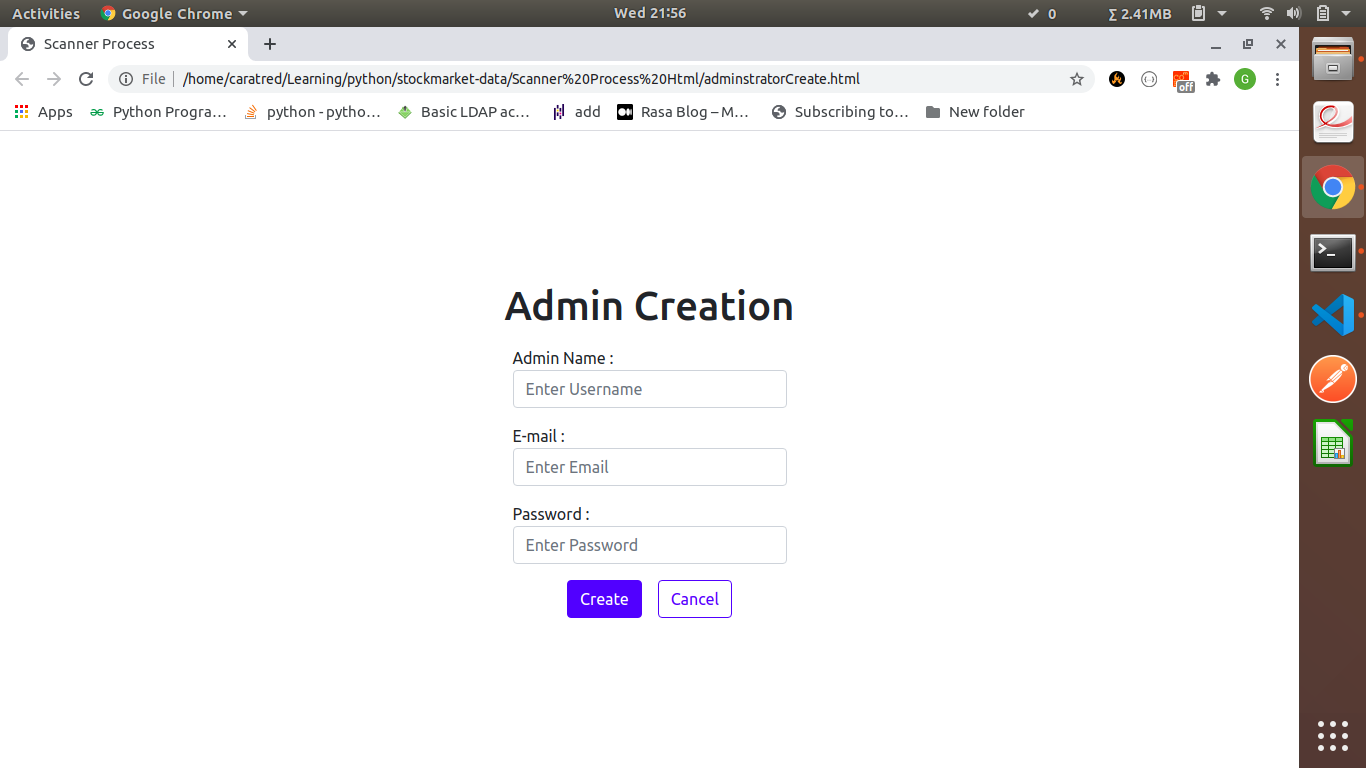 Activities Google Chrome Wed 21:56 0 ∑ 2.41MB
Scanner Process
File /home/caratred/Learning/python/stockmarket-data/Scanner%20Process%20Html/adminstratorCreate.html off G
Apps Python Progra… python - pytho… Basic LDAP ac… add Rasa Blog – M… Subscribing to… New folder
Admin Creation
Admin Name :
Enter Username
E-mail :
Enter Email
Password :
Enter Password
Create Cancel